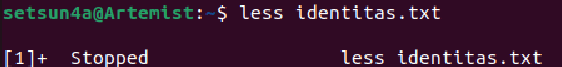 setsun4a@Artemist:~$ less identitas.txt
[1]+  Stopped                 less identitas.txt